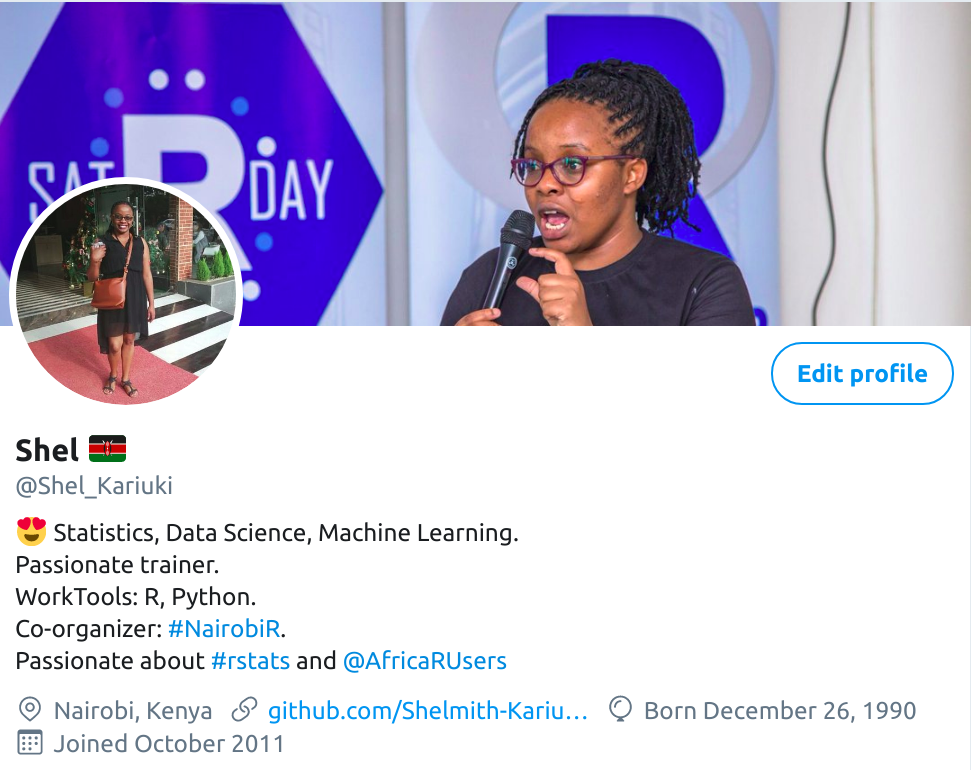 SAT R DAY
Edit profile
Shel 🇰🇪
@Shel_Kariuki
😍 Statistics, Data Science, Machine Learning.
Passionate trainer.
WorkTools: R, Python.
Co-organizer: #NairobiR.
Passionate about #rstats and @AfricaRUsers
Nairobi, Kenya github.com/Shelmith-Kariu… Born December 26, 1990
Joined October 2011